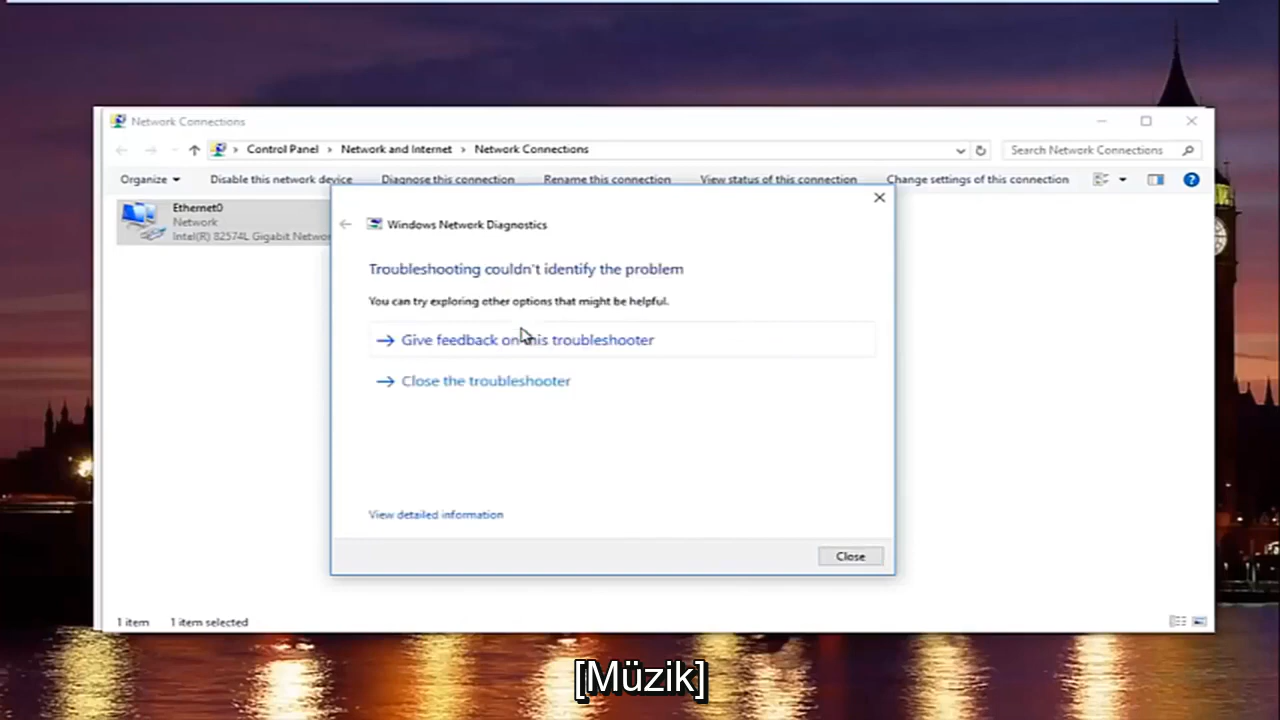 Network Connections
Control Panel > Network and Internet > Network Connections
Search Network Connections
Organize
Disable this network device
Diagnose this connection
Rename this connection
View status of this connection
Change settings of this connection
Ethernet0
Network
Intel(R) 82574L Gigabit Networ
Windows Network Diagnostics
Troubleshooting couldn't identify the problem
You can try exploring other options that might be helpful.
Give feedback on this troubleshooter
Close the troubleshooter
View detailed information
Close
1 item
1 item selected
[Müzik]